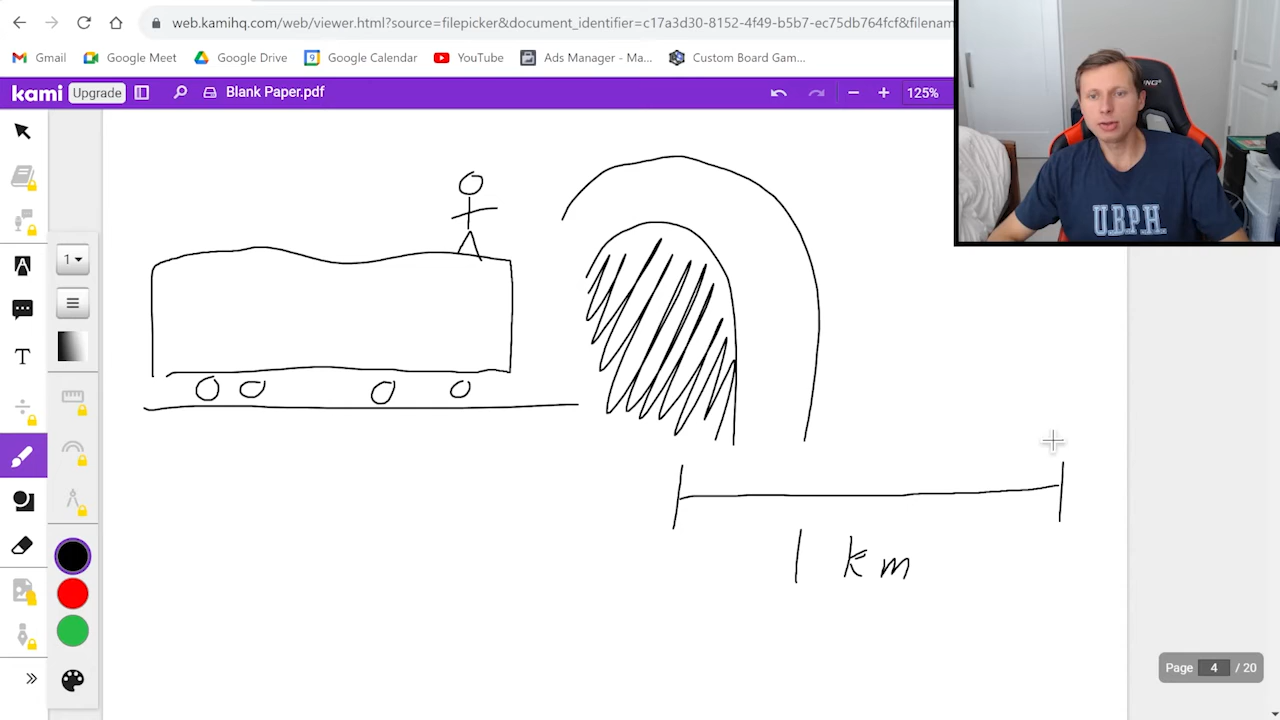 web.kamihq.com/web/viewer.html?source=filepicker&document_identifier=c17a3d30-8152-4f49-b5b7-ec75db764fcf&filenam
Gmail
Google Meet
Google Drive
9
Google Calendar
YouTube
Ads Manager - Ma...
Custom Board Gam...
kami
Upgrade
Blank Paper.pdf
125%
1
A
T
1 km
U.B.P.H.
Page 4 / 20